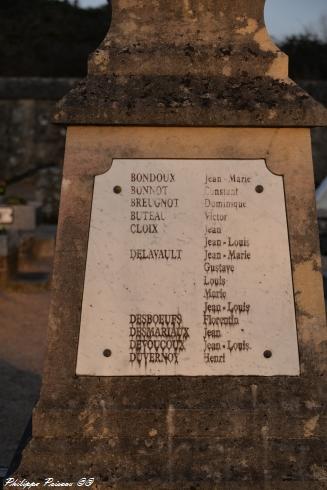 BONDOUX Jean-Marie
BONNOT Constant
BREUGNOT Dominique
BUTEAU Victor
CLOIX Jean
Jean-Louis
DELAVAULT Jean-Marie
Gustave
Louis
Marie
Jean-Louis
DESBOEUFS Florentin
DESMARIAUX Jean
DEVOUCOUX Jean-Louis
DUVERNOY Henri
Philippe Poiseau 58